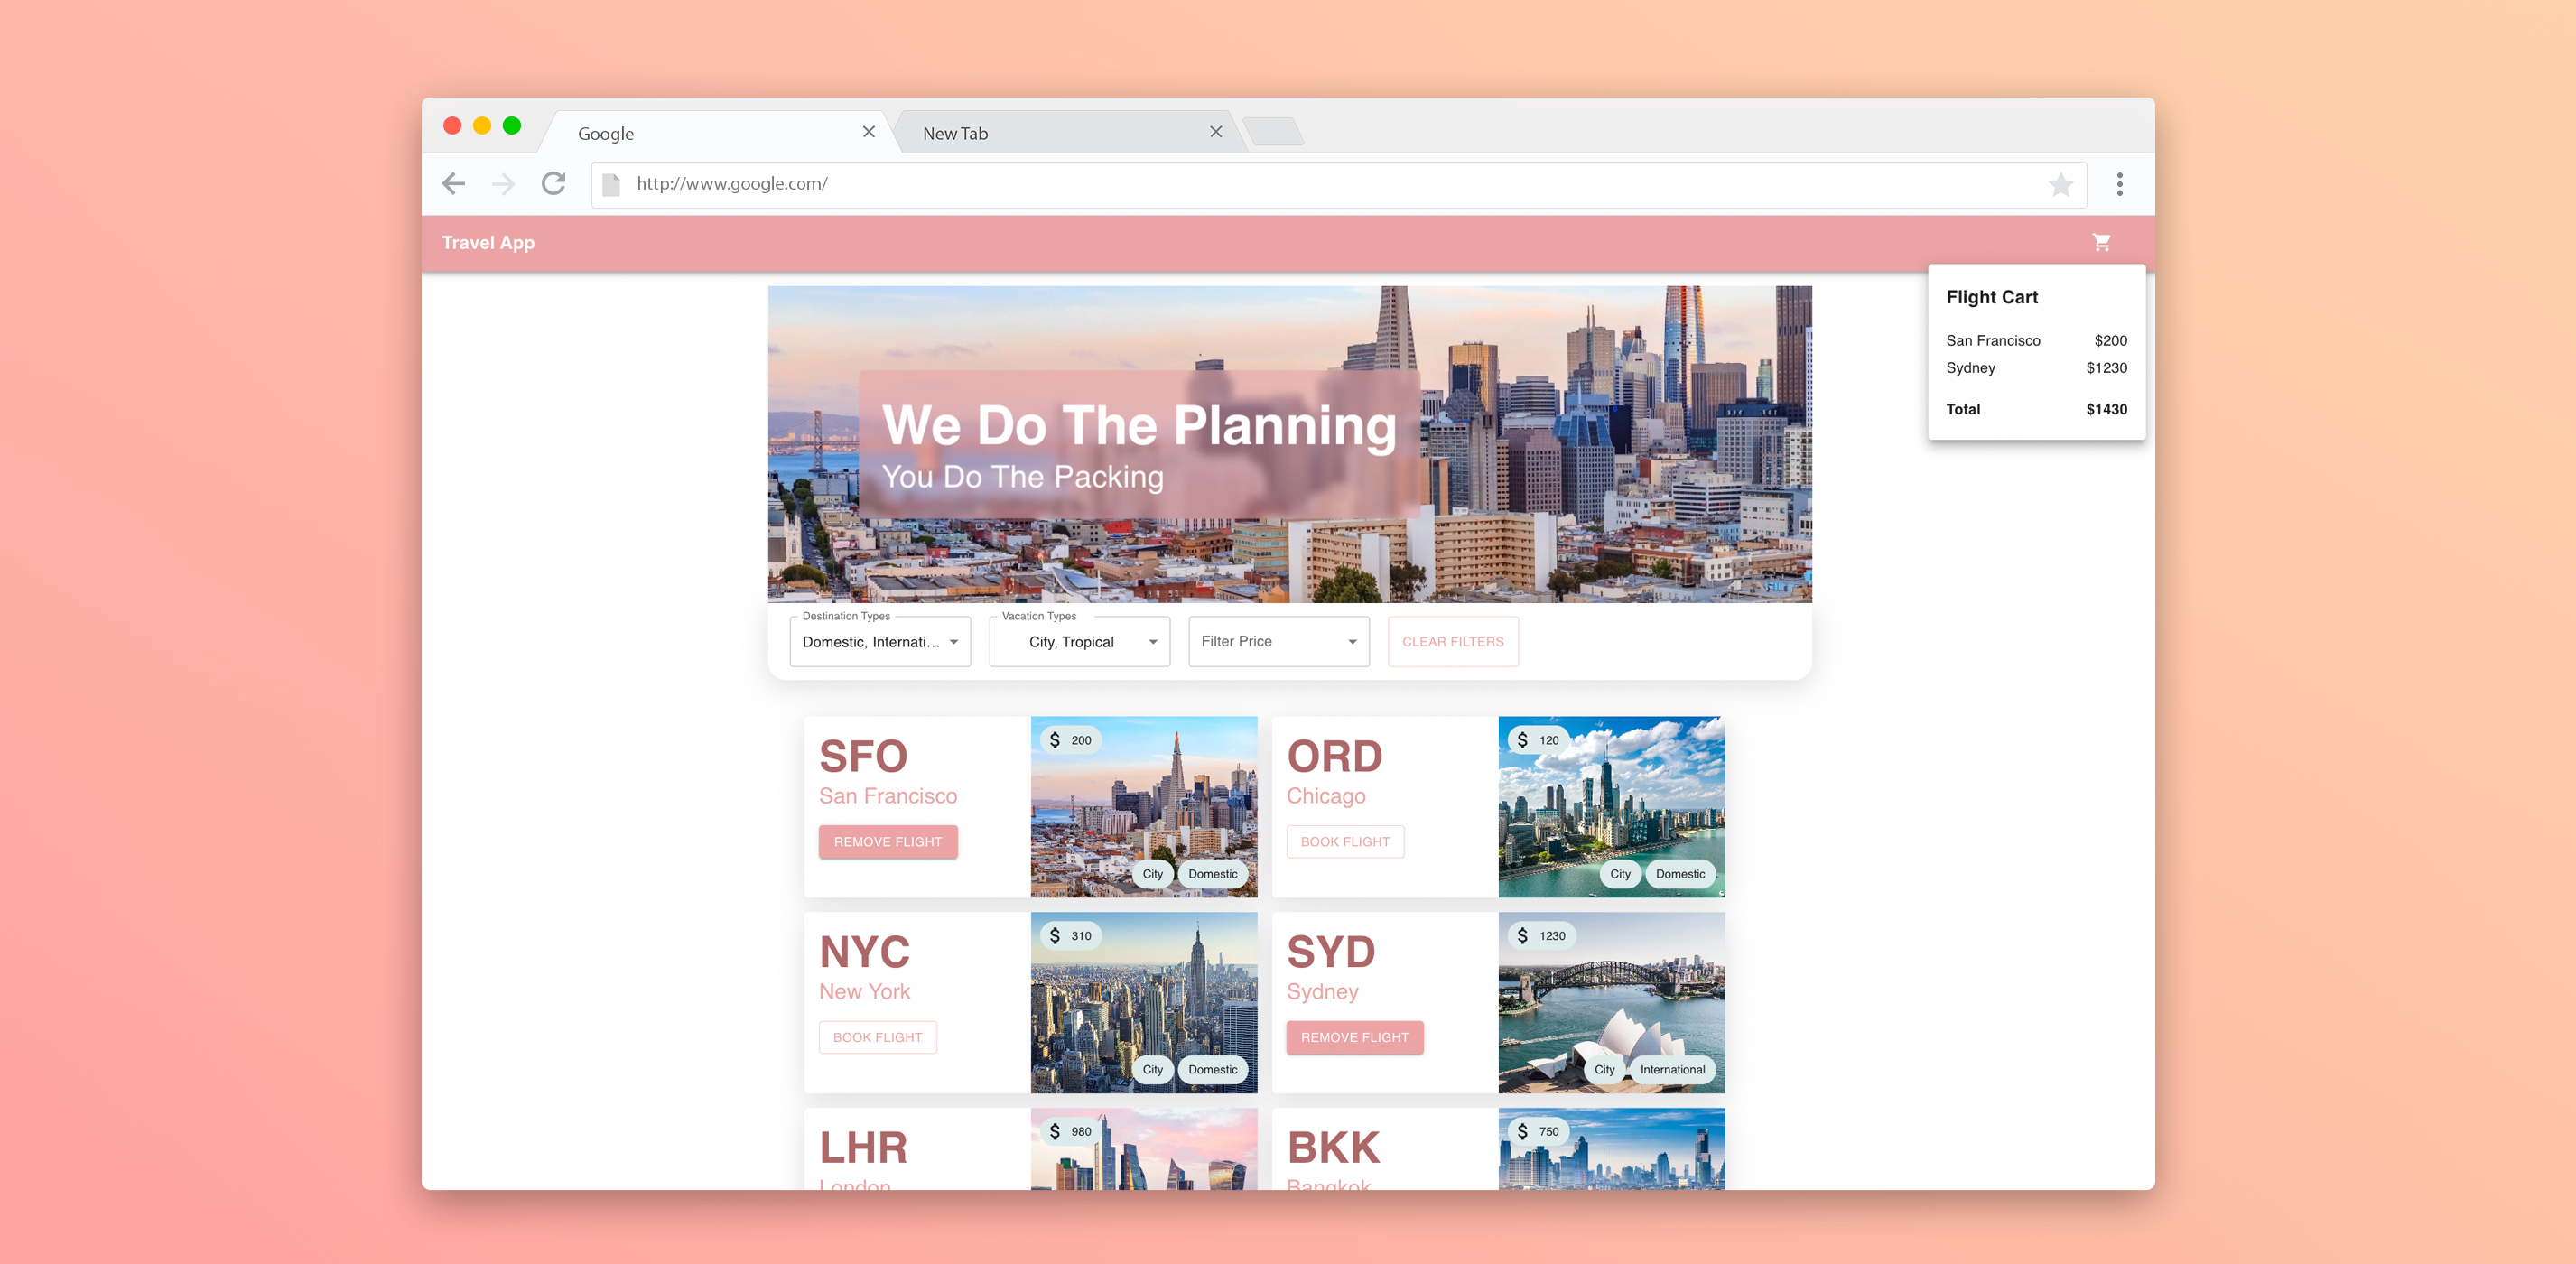 Google
New Tab
http://www.google.com/
Travel App
Flight Cart
San Francisco $200
Sydney $1230
Total $1430
We Do The Planning
You Do The Packing
Destination Types
Domestic, Internati...
Vacation Types
City, Tropical
Filter Price
CLEAR FILTERS
SFO
San Francisco
REMOVE FLIGHT
$ 200
City Domestic
ORD
Chicago
BOOK FLIGHT
$ 120
City Domestic
NYC
New York
BOOK FLIGHT
$ 310
City Domestic
SYD
Sydney
REMOVE FLIGHT
$ 1230
City International
LHR
London
$ 980
BKK
Bangkok
$ 750